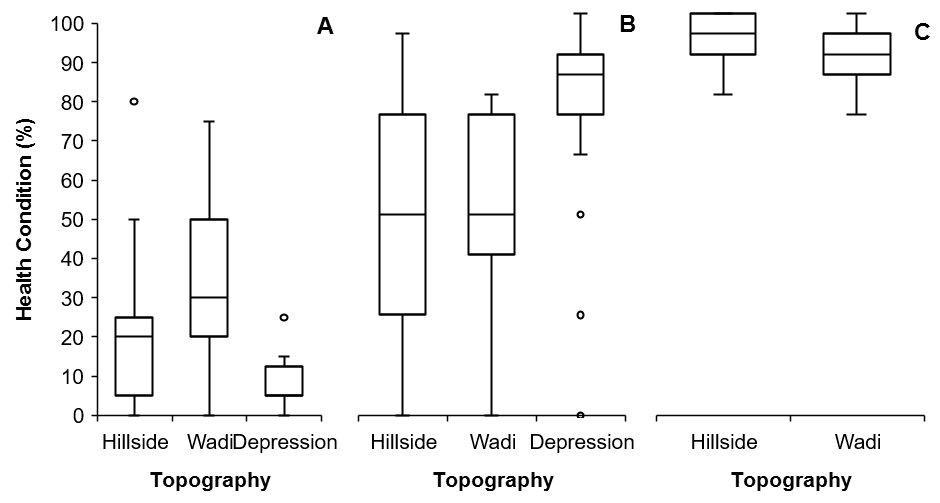 A
B
C
Health Condition (%)
100
90
80
70
60
50
40
30
20
10
0
Hillside Wadi Depression Hillside Wadi Depression Hillside Wadi
Topography Topography Topography